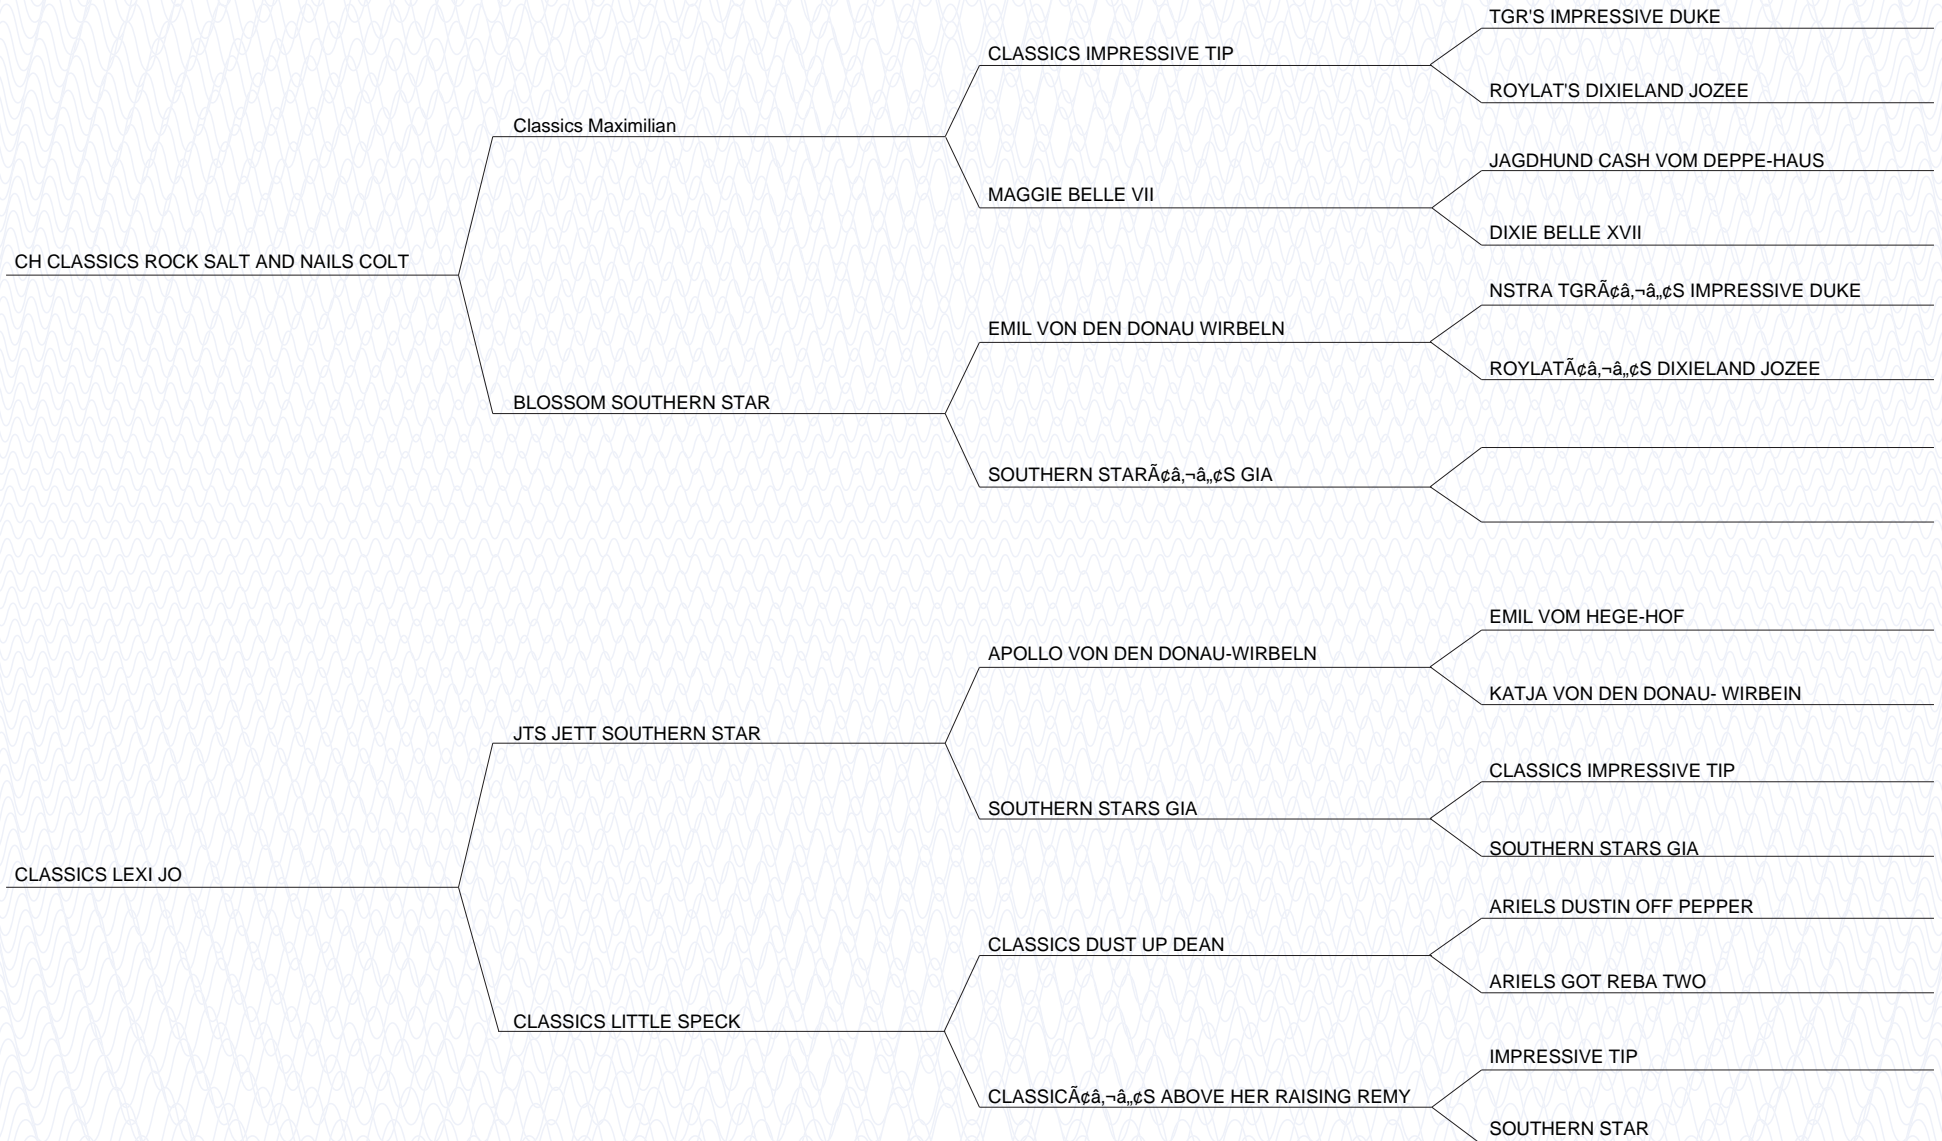 TGR'S IMPRESSIVE DUKE
CLASSICS IMPRESSIVE TIP
ROYLAT'S DIXIELAND JOZEE
Classics Maximilian
JAGDHUND CASH VOM DEPPE-HAUS
MAGGIE BELLE VII
DIXIE BELLE XVII
CH CLASSICS ROCK SALT AND NAILS COLT
NSTRA TGRÃ¢â‚¬â„¢S IMPRESSIVE DUKE
EMIL VON DEN DONAU WIRBELN
ROYLATÃ¢â‚¬â„¢S DIXIELAND JOZEE
BLOSSOM SOUTHERN STAR
SOUTHERN STARÃ¢â‚¬â„¢S GIA
EMIL VOM HEGE-HOF
APOLLO VON DEN DONAU-WIRBELN
KATJA VON DEN DONAU- WIRBEIN
JTS JETT SOUTHERN STAR
CLASSICS IMPRESSIVE TIP
SOUTHERN STARS GIA
SOUTHERN STARS GIA
CLASSICS LEXI JO
ARIELS DUSTIN OFF PEPPER
CLASSICS DUST UP DEAN
ARIELS GOT REBA TWO
CLASSICS LITTLE SPECK
IMPRESSIVE TIP
CLASSICÃ¢â‚¬â„¢S ABOVE HER RAISING REMY
SOUTHERN STAR